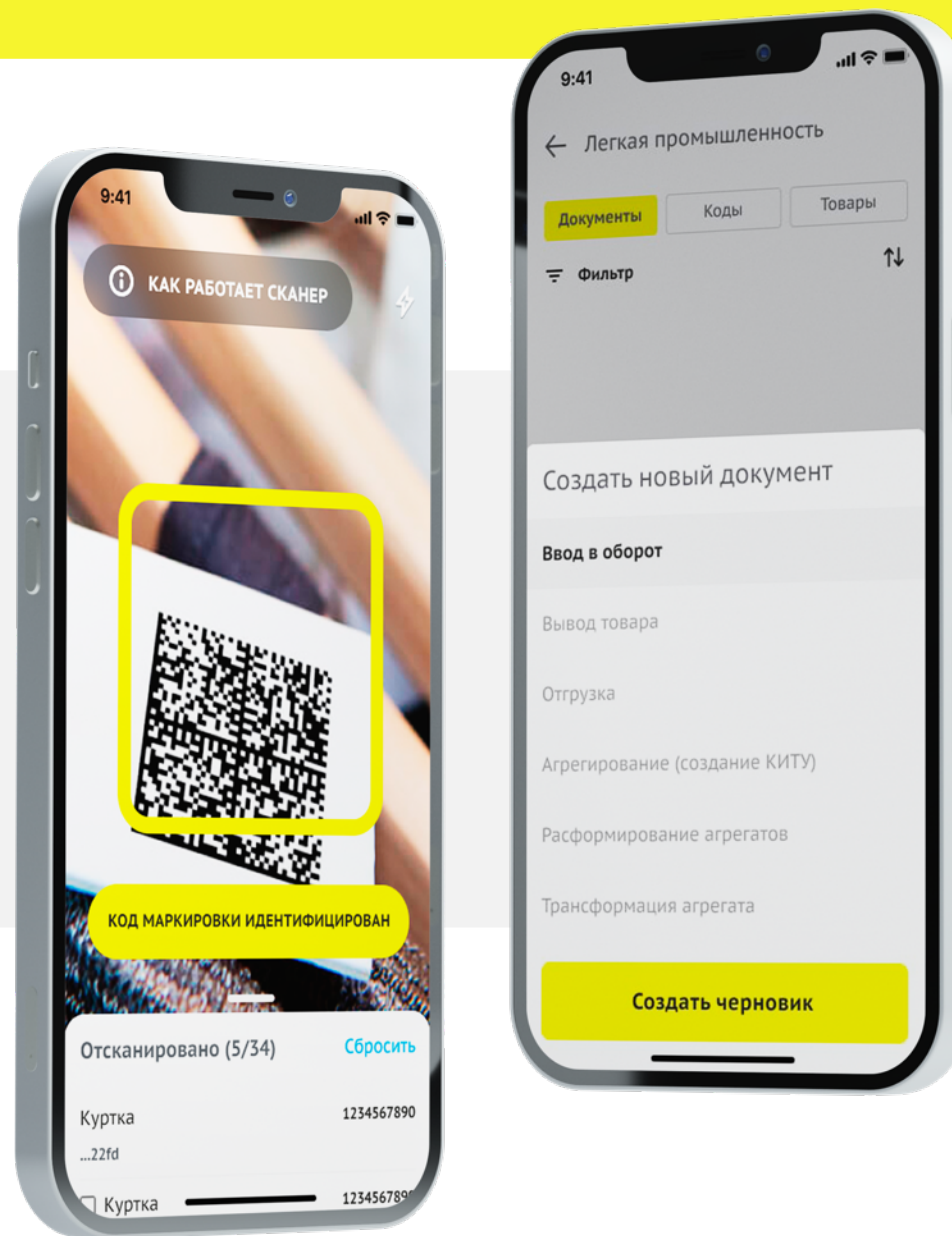 9:41
КАК РАБОТАЕТ СКАНЕР
КОД МАРКИРОВКИ ИДЕНТИФИЦИРОВАН
Отсканировано (5/34) Сбросить
Куртка 1234567890
...22fd
Куртка 1234567890
9:41
Легкая промышленность
Документы Коды Товары
Фильтр
Создать новый документ
Ввод в оборот
Вывод товара
Отгрузка
Агрегирование (создание КИТУ)
Расформирование агрегатов
Трансформация агрегата
Создать черновик